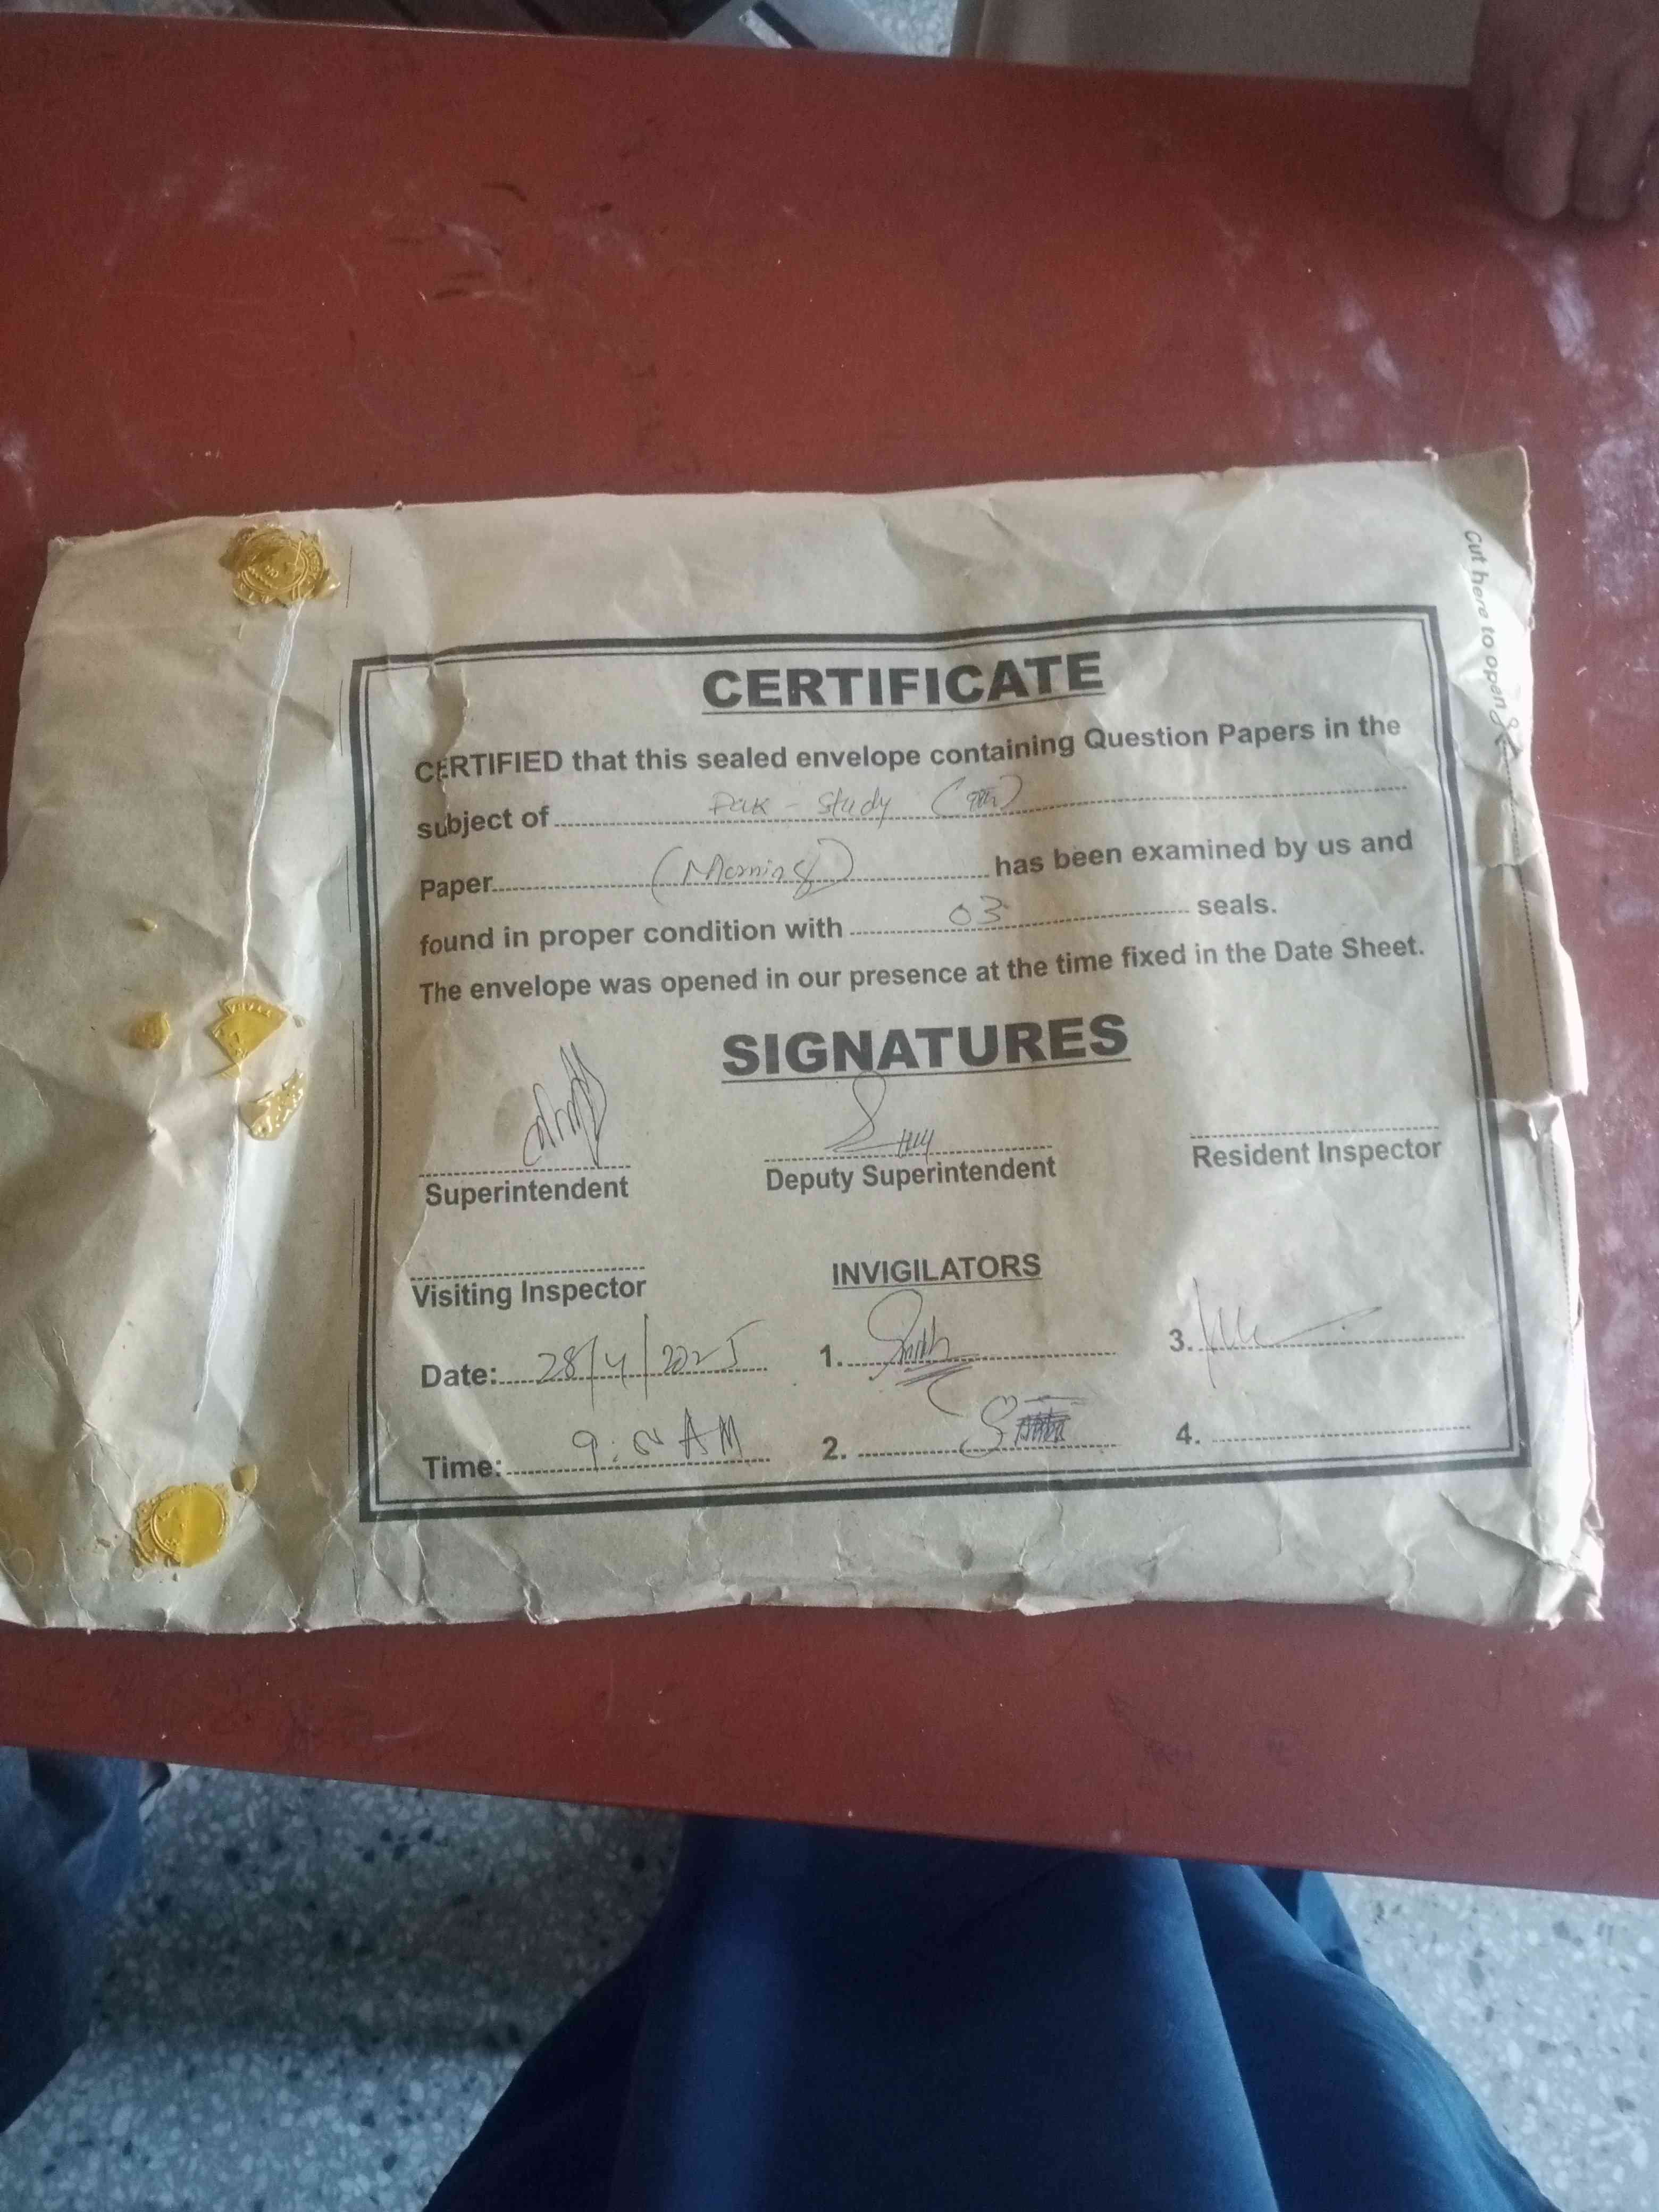 Cut here to open
CERTIFICATE
CERTIFIED that this sealed envelope containing Question Papers in the
subject of Pak - Study (9th)
Paper (Morning) has been examined by us and
found in proper condition with 03 seals.
The envelope was opened in our presence at the time fixed in the Date Sheet.
SIGNATURES
Superintendent Deputy Superintendent Resident Inspector
Visiting Inspector INVIGILATORS
Date: 28/4/2025 1. 3.
Time: AM 2. 4.